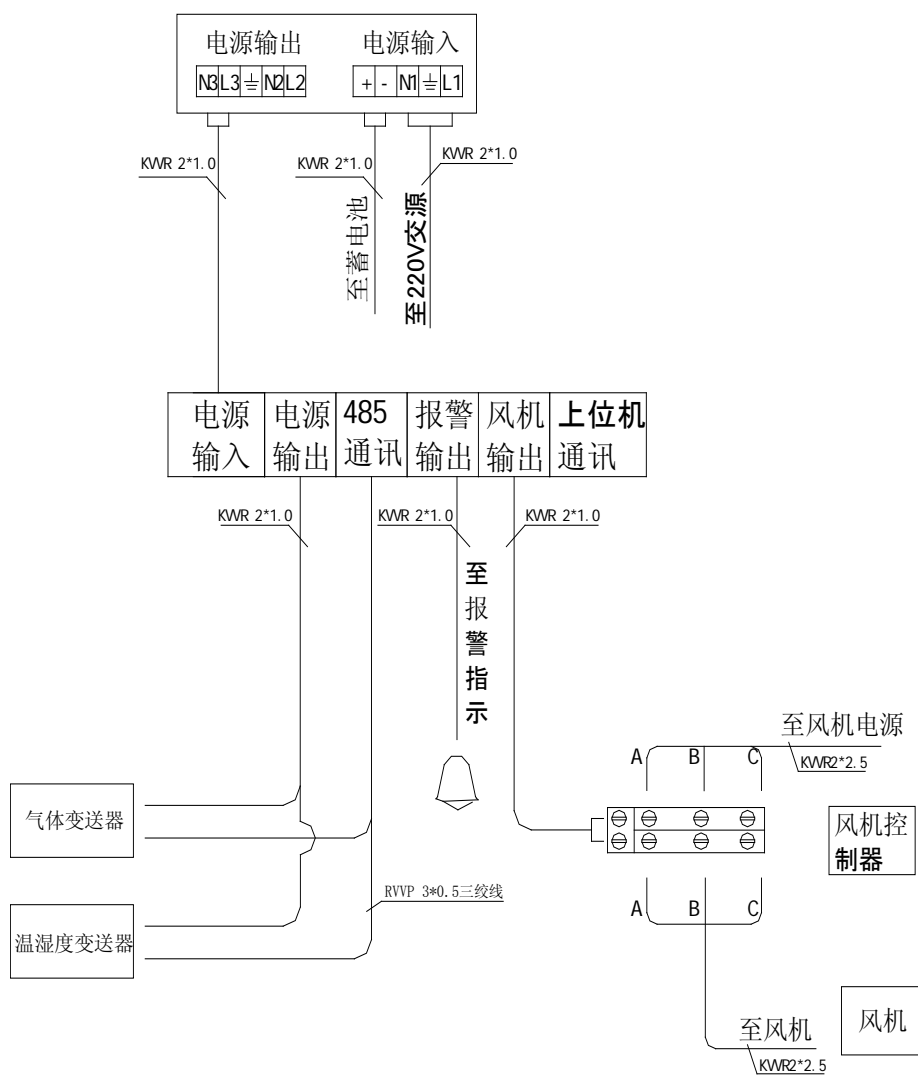 电源输出
电源输入
N3 L3 ⏚ N2 L2
+ - N1 ⏚ L1
KVVR 2*1.0
KVVR 2*1.0
KVVR 2*1.0
至蓄电池
至220V交源
电源
输入
电源
输出
485
通讯
报警
输出
风机
输出
上位机
通讯
KVVR 2*1.0
KVVR 2*1.0
KVVR 2*1.0
至报警指示
至风机电源
A B C
KVVR2*2.5
气体变送器
风机控
制器
RVVP 3*0.5三绞线
A B C
温湿度变送器
风机
至风机
KVVR2*2.5